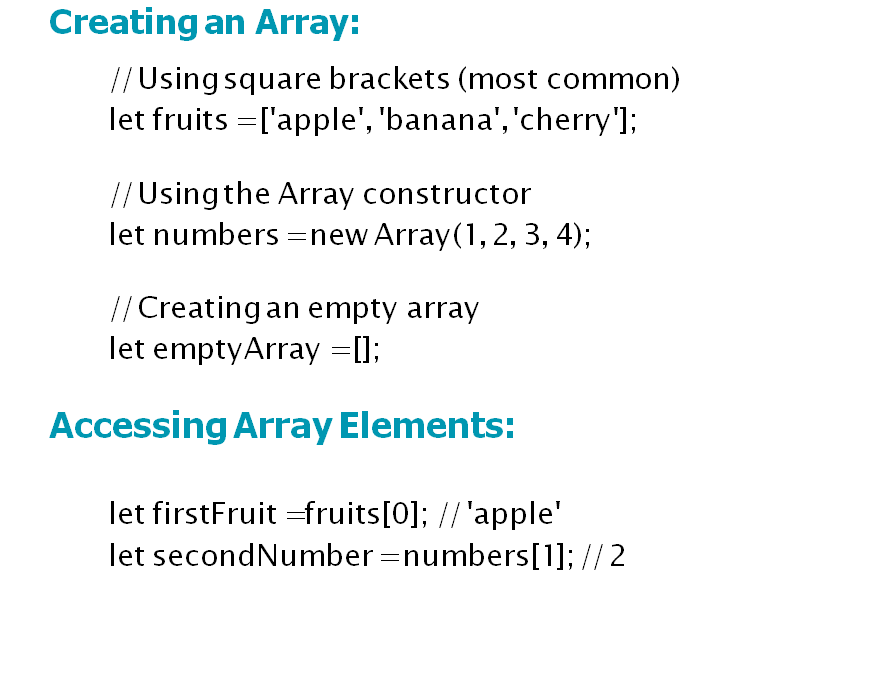 Creating an Array:
// Using square brackets (most common)
let fruits = ['apple', 'banana', 'cherry'];
// Using the Array constructor
let numbers = new Array(1, 2, 3, 4);
// Creating an empty array
let emptyArray = [];
Accessing Array Elements:
let firstFruit = fruits[0]; // 'apple'
let secondNumber = numbers[1]; // 2